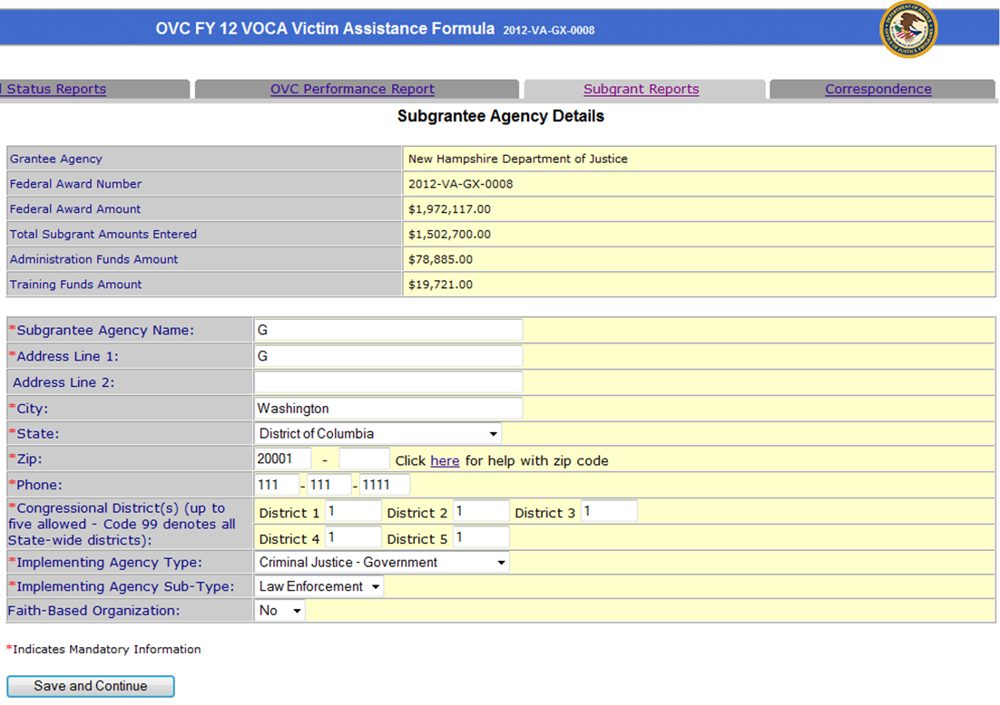 OVC FY 12 VOCA Victim Assistance Formula 2012-VA-GX-0008
Status Reports OVC Performance Report Subgrant Reports Correspondence
Subgrantee Agency Details
Grantee Agency New Hampshire Department of Justice
Federal Award Number 2012-VA-GX-0008
Federal Award Amount $1,972,117.00
Total Subgrant Amounts Entered $1,502,700.00
Administration Funds Amount $78,885.00
Training Funds Amount $19,721.00
*Subgrantee Agency Name: G
*Address Line 1: G
Address Line 2:
*City: Washington
*State: District of Columbia
*Zip: 20001 - Click here for help with zip code
*Phone: 111 - 111 - 1111
*Congressional District(s) (up to
five allowed - Code 99 denotes all
State-wide districts):
District 1 1 District 2 1 District 3 1
District 4 1 District 5 1
*Implementing Agency Type: Criminal Justice - Government
*Implementing Agency Sub-Type: Law Enforcement
Faith-Based Organization: No
*Indicates Mandatory Information
Save and Continue